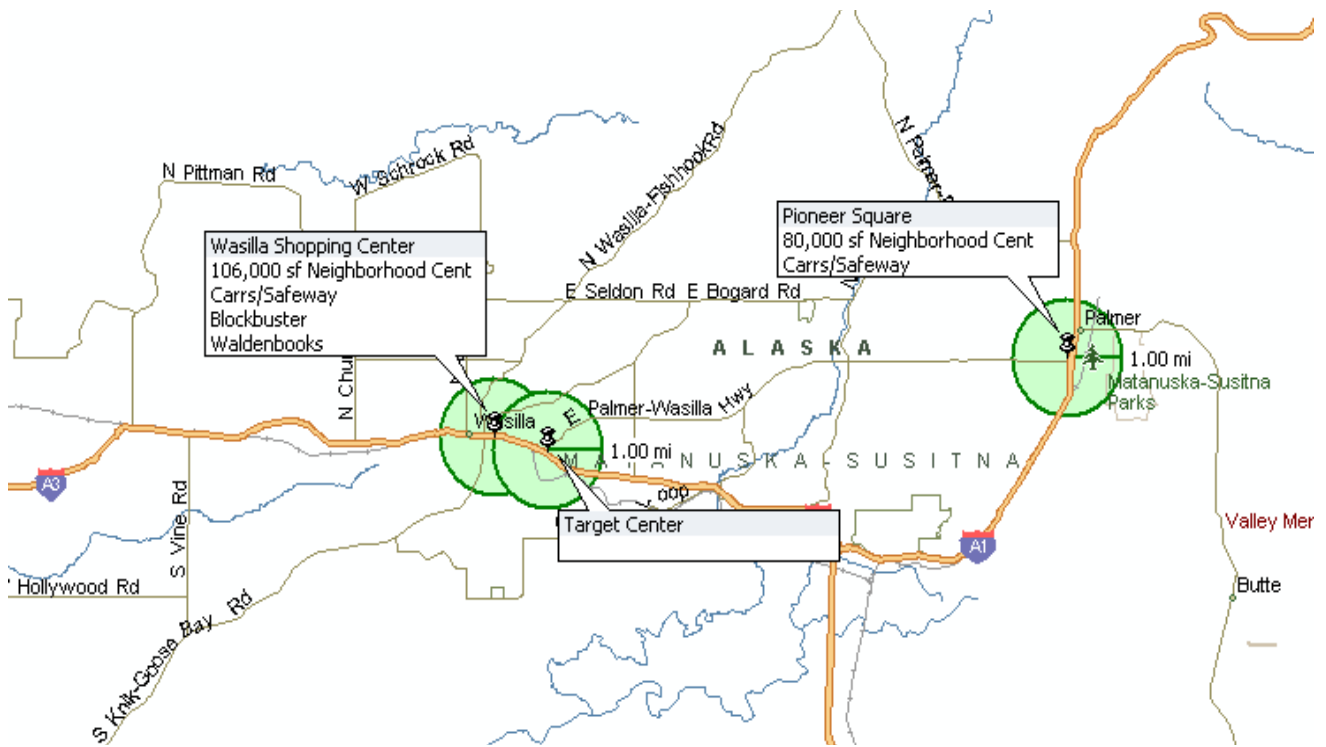 N Pittman Rd
W Schrock Rd
N Wasilla-Fishhook Rd
N Palmer-
Pioneer Square
80,000 sf Neighborhood Cent
Carrs/Safeway
Wasilla Shopping Center
106,000 sf Neighborhood Cent
Carrs/Safeway
Blockbuster
Waldenbooks
E Seldon Rd E Bogard Rd
ALASKA
Palmer
1.00 mi
Matanuska-Susitna
Parks
N Chu
Wasilla
E Palmer-Wasilla Hwy
1.00 mi
MATANUSKA-SUSITNA
A3
S Vine Rd
Target Center
A1
Valley Mer
Hollywood Rd
Butte
S Knik-Goose Bay Rd